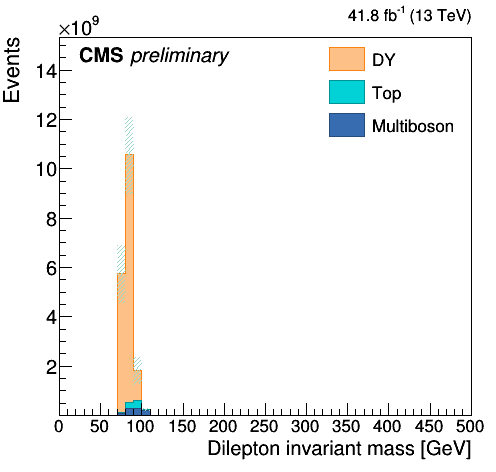 41.8 fb⁻¹ (13 TeV)
×10⁹
CMS preliminary
Events
DY
Top
Multiboson
14
12
10
8
6
4
2
0 50 100 150 200 250 300 350 400 450 500
Dilepton invariant mass [GeV]